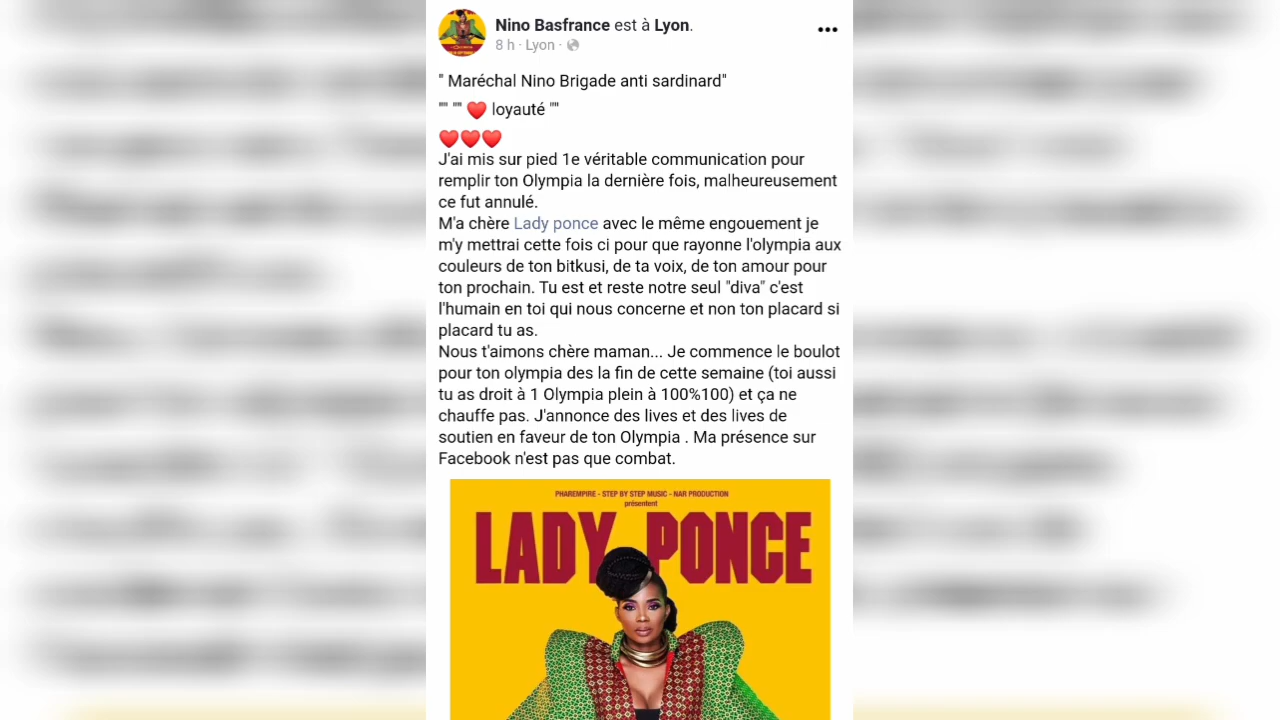 Nino Basfrance est à Lyon.
8 h · Lyon ·
" Maréchal Nino Brigade anti sardinard"
"" "" ❤️ loyauté ""
❤️❤️❤️
J'ai mis sur pied 1e véritable communication pour
remplir ton Olympia la dernière fois, malheureusement
ce fut annulé.
M'a chère Lady ponce avec le même engouement je
m'y mettrai cette fois ci pour que rayonne l'olympia aux
couleurs de ton bitkusi, de ta voix, de ton amour pour
ton prochain. Tu est et reste notre seul "diva" c'est
l'humain en toi qui nous concerne et non ton placard si
placard tu as.
Nous t'aimons chère maman... Je commence le boulot
pour ton olympia des la fin de cette semaine (toi aussi
tu as droit à 1 Olympia plein à 100%100) et ça ne
chauffe pas. J'annonce des lives et des lives de
soutien en faveur de ton Olympia . Ma présence sur
Facebook n'est pas que combat.
PHAREMPIRE - STEP BY STEP MUSIC - NAR PRODUCTION
présentent
LADY PONCE